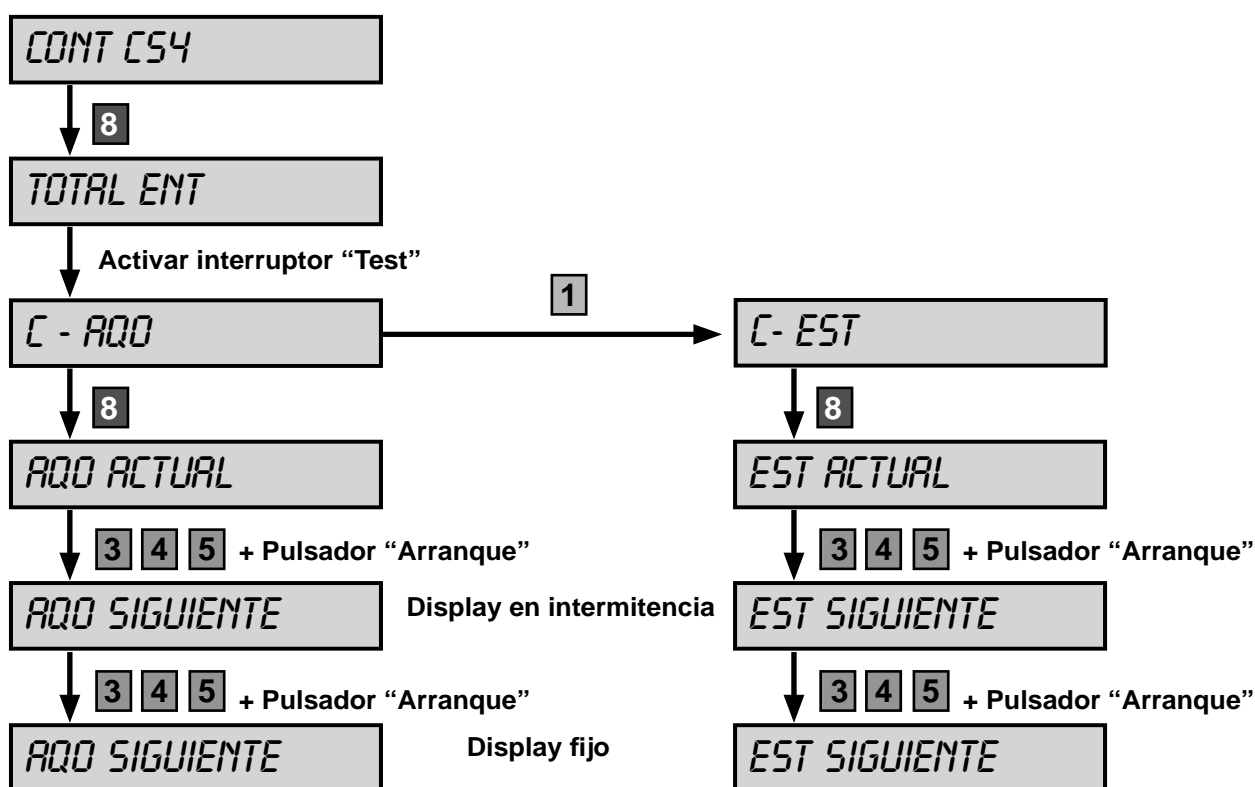 CONT CS4
8
TOTAL ENT
Activar interruptor “Test”
1
C - AQO
C- EST
8
8
AQO ACTUAL
EST ACTUAL
3 4 5 + Pulsador “Arranque”
3 4 5 + Pulsador “Arranque”
AQO SIGUIENTE
Display en intermitencia
EST SIGUIENTE
3 4 5 + Pulsador “Arranque”
3 4 5 + Pulsador “Arranque”
AQO SIGUIENTE
Display fijo
EST SIGUIENTE